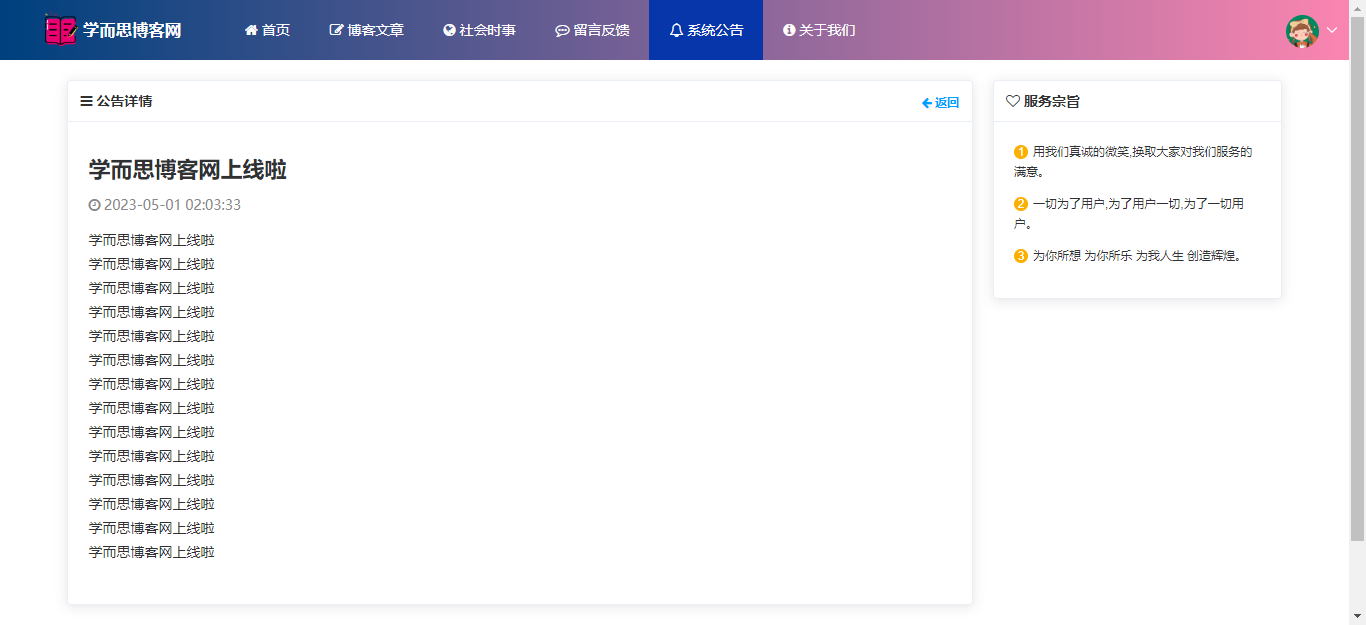 学而思博客网
首页
博客文章
社会时事
留言反馈
系统公告
关于我们
公告详情
返回
学而思博客网上线啦
2023-05-01 02:03:33
学而思博客网上线啦
学而思博客网上线啦
学而思博客网上线啦
学而思博客网上线啦
学而思博客网上线啦
学而思博客网上线啦
学而思博客网上线啦
学而思博客网上线啦
学而思博客网上线啦
学而思博客网上线啦
学而思博客网上线啦
学而思博客网上线啦
学而思博客网上线啦
学而思博客网上线啦
服务宗旨
1 用我们真诚的微笑,换取大家对我们服务的
满意。
2 一切为了用户,为了用户一切,为了一切用
户。
3 为你所想 为你所乐 为我人生 创造辉煌。